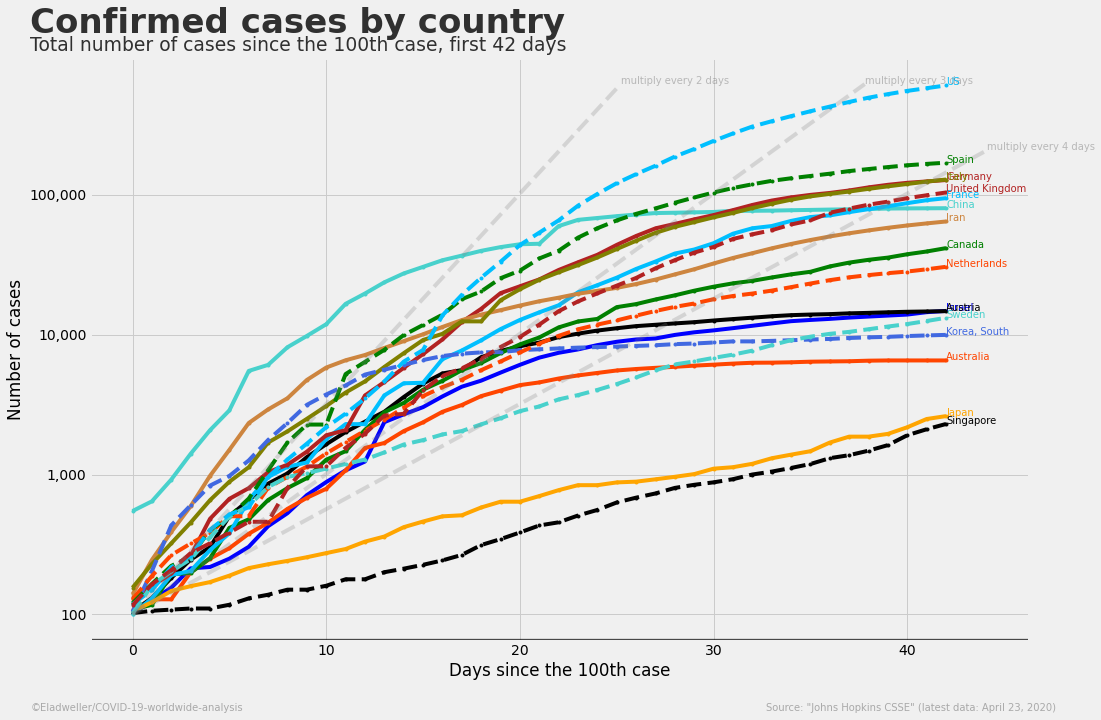 Confirmed cases by country
Total number of cases since the 100th case, first 42 days
multiply every 2 days
multiply every 3 days
US
multiply every 4 days
Spain
Germany
Italy
United Kingdom
France
China
Iran
Canada
Netherlands
Austria
Sweden
Korea, South
Australia
Japan
Singapore
100,000
10,000
1,000
100
Number of cases
0 10 20 30 40
Days since the 100th case
©Eladweller/COVID-19-worldwide-analysis
Source: "Johns Hopkins CSSE" (latest data: April 23, 2020)